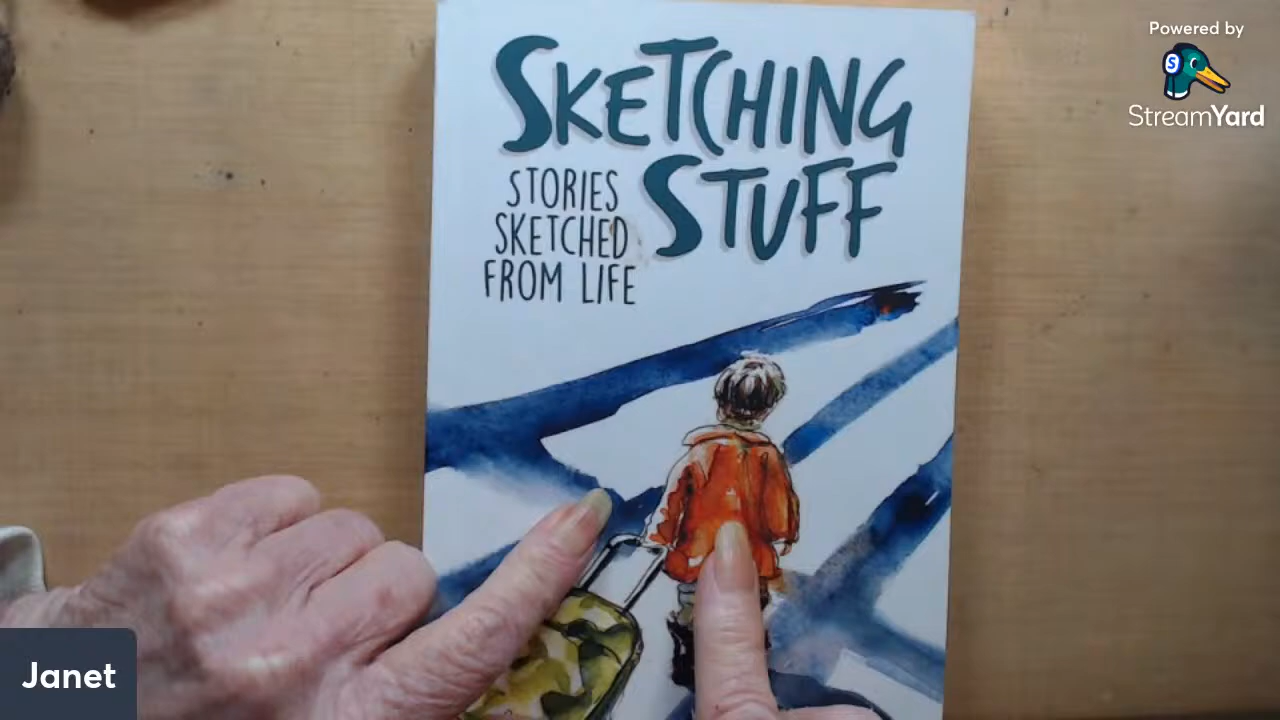 SKETCHING
STUFF
STORIES
SKETCHED
FROM LIFE
Powered by
S
StreamYard
Janet